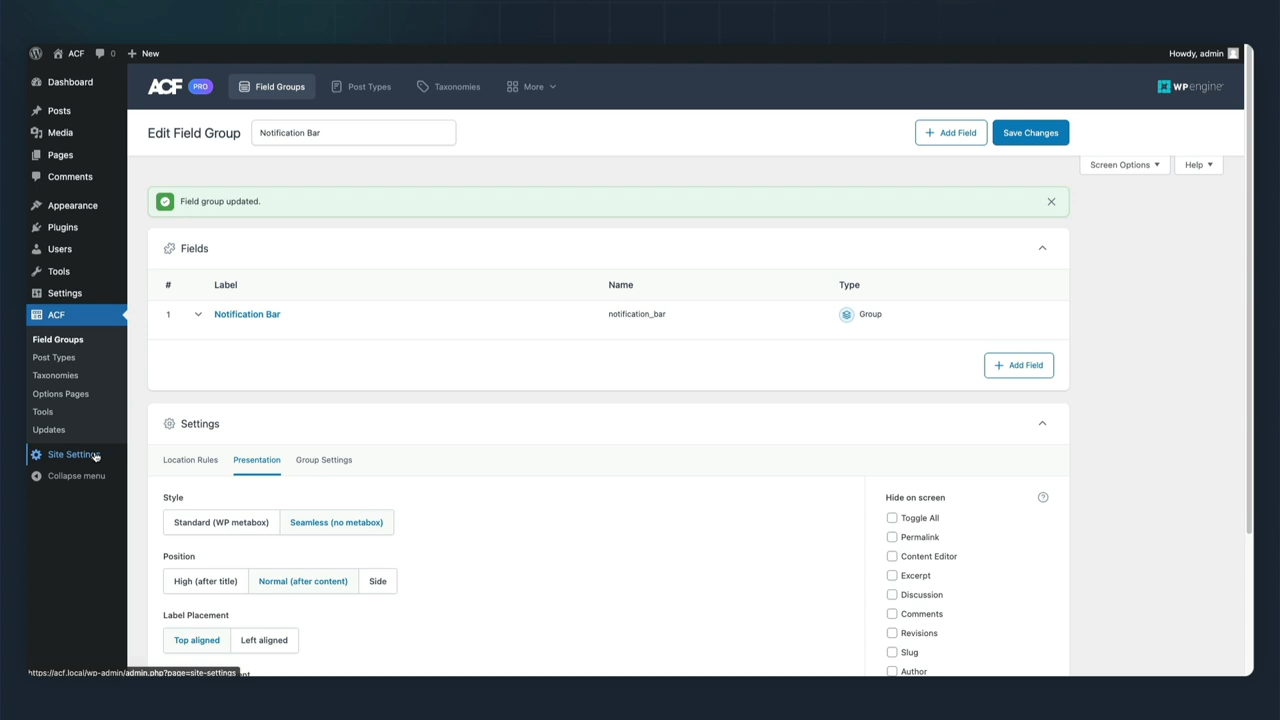 ACF
0
New
Howdy, admin
Dashboard
Posts
Media
Pages
Comments
Appearance
Plugins
Users
Tools
Settings
ACF
Field Groups
Post Types
Taxonomies
Options Pages
Tools
Updates
Site Settings
Collapse menu
ACF PRO
Field Groups
Post Types
Taxonomies
More
WP engine
Edit Field Group
Notification Bar
+ Add Field
Save Changes
Screen Options ▼
Help ▼
Field group updated.
Fields
# Label Name Type
1 Notification Bar notification_bar Group
+ Add Field
Settings
Location Rules Presentation Group Settings
Style
Standard (WP metabox) Seamless (no metabox)
Position
High (after title) Normal (after content) Side
Label Placement
Top aligned Left aligned
Hide on screen
Toggle All
Permalink
Content Editor
Excerpt
Discussion
Comments
Revisions
Slug
Author
https://acf.local/wp-admin/admin.php?page=site-settings